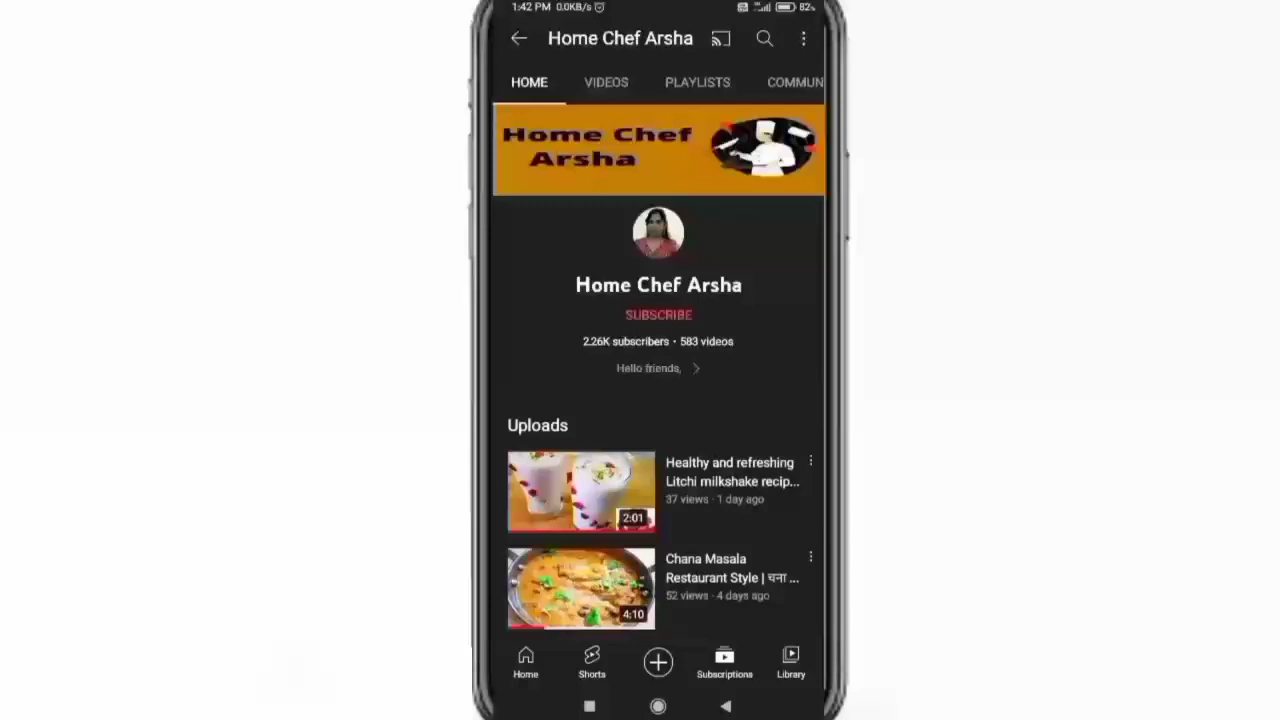 1:42 PM 0.0KB/s 82%
Home Chef Arsha
HOME VIDEOS PLAYLISTS COMMUN
Home Chef
Arsha
Home Chef Arsha
SUBSCRIBE
2.26K subscribers • 583 videos
Hello friends,
Uploads
Healthy and refreshing
Litchi milkshake recip...
37 views · 1 day ago
2:01
Chana Masala
Restaurant Style | चना ...
52 views · 4 days ago
4:10
Home Shorts Subscriptions Library